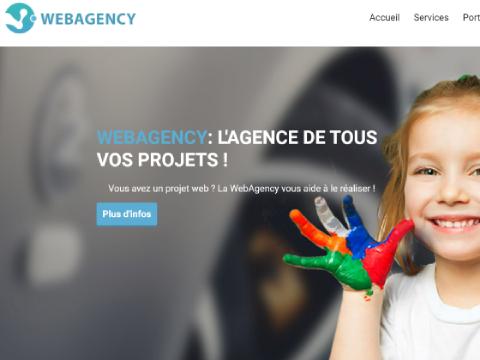 WEBAGENCY
Accueil Services Port
WEBAGENCY: L'AGENCE DE TOUS
VOS PROJETS !
Vous avez un projet web ? La WebAgency vous aide à le réaliser !
Plus d'infos